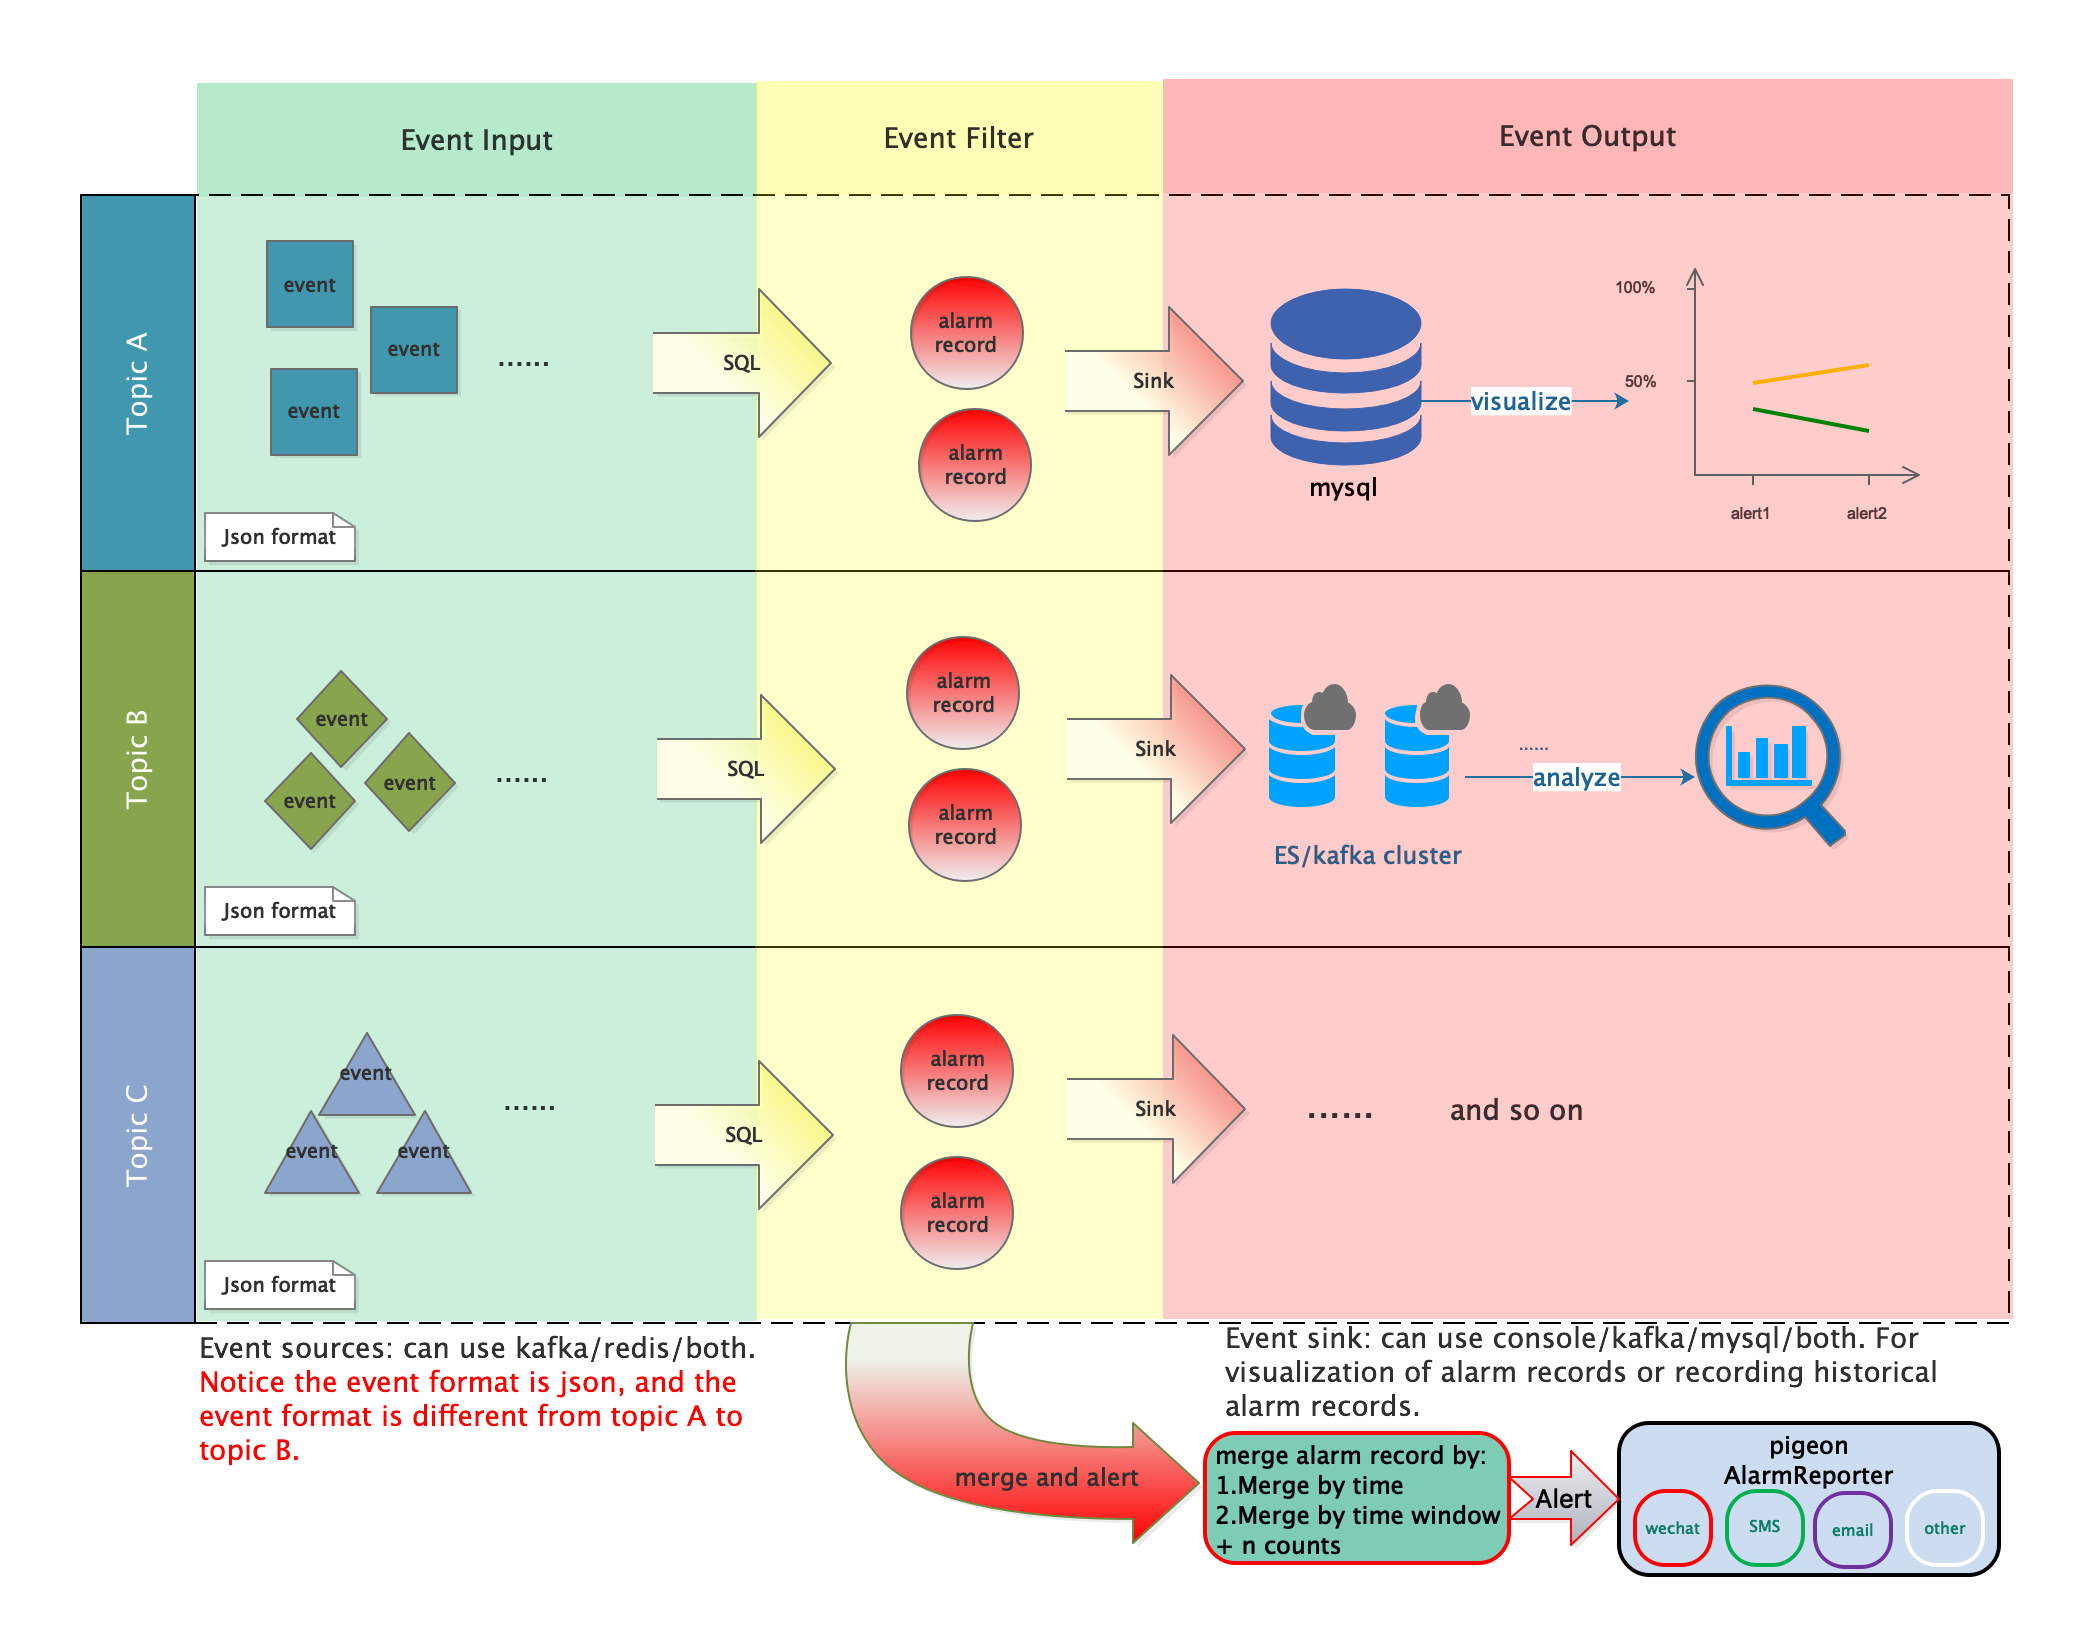 Event Input
Event Filter
Event Output
Topic A
event
event
event
......
Json format
SQL
alarm
record
alarm
record
Sink
mysql
visualize
100%
50%
alert1
alert2
Topic B
event
event
event
......
Json format
SQL
alarm
record
alarm
record
Sink
ES/kafka cluster
......
analyze
Topic C
event
event
event
......
Json format
SQL
alarm
record
alarm
record
Sink
......
and so on
Event sources: can use kafka/redis/both.
Notice the event format is json, and the
event format is different from topic A to
topic B.
Event sink: can use console/kafka/mysql/both. For
visualization of alarm records or recording historical
alarm records.
merge and alert
merge alarm record by:
1.Merge by time
2.Merge by time window
+ n counts
Alert
pigeon
AlarmReporter
wechat
SMS
email
other